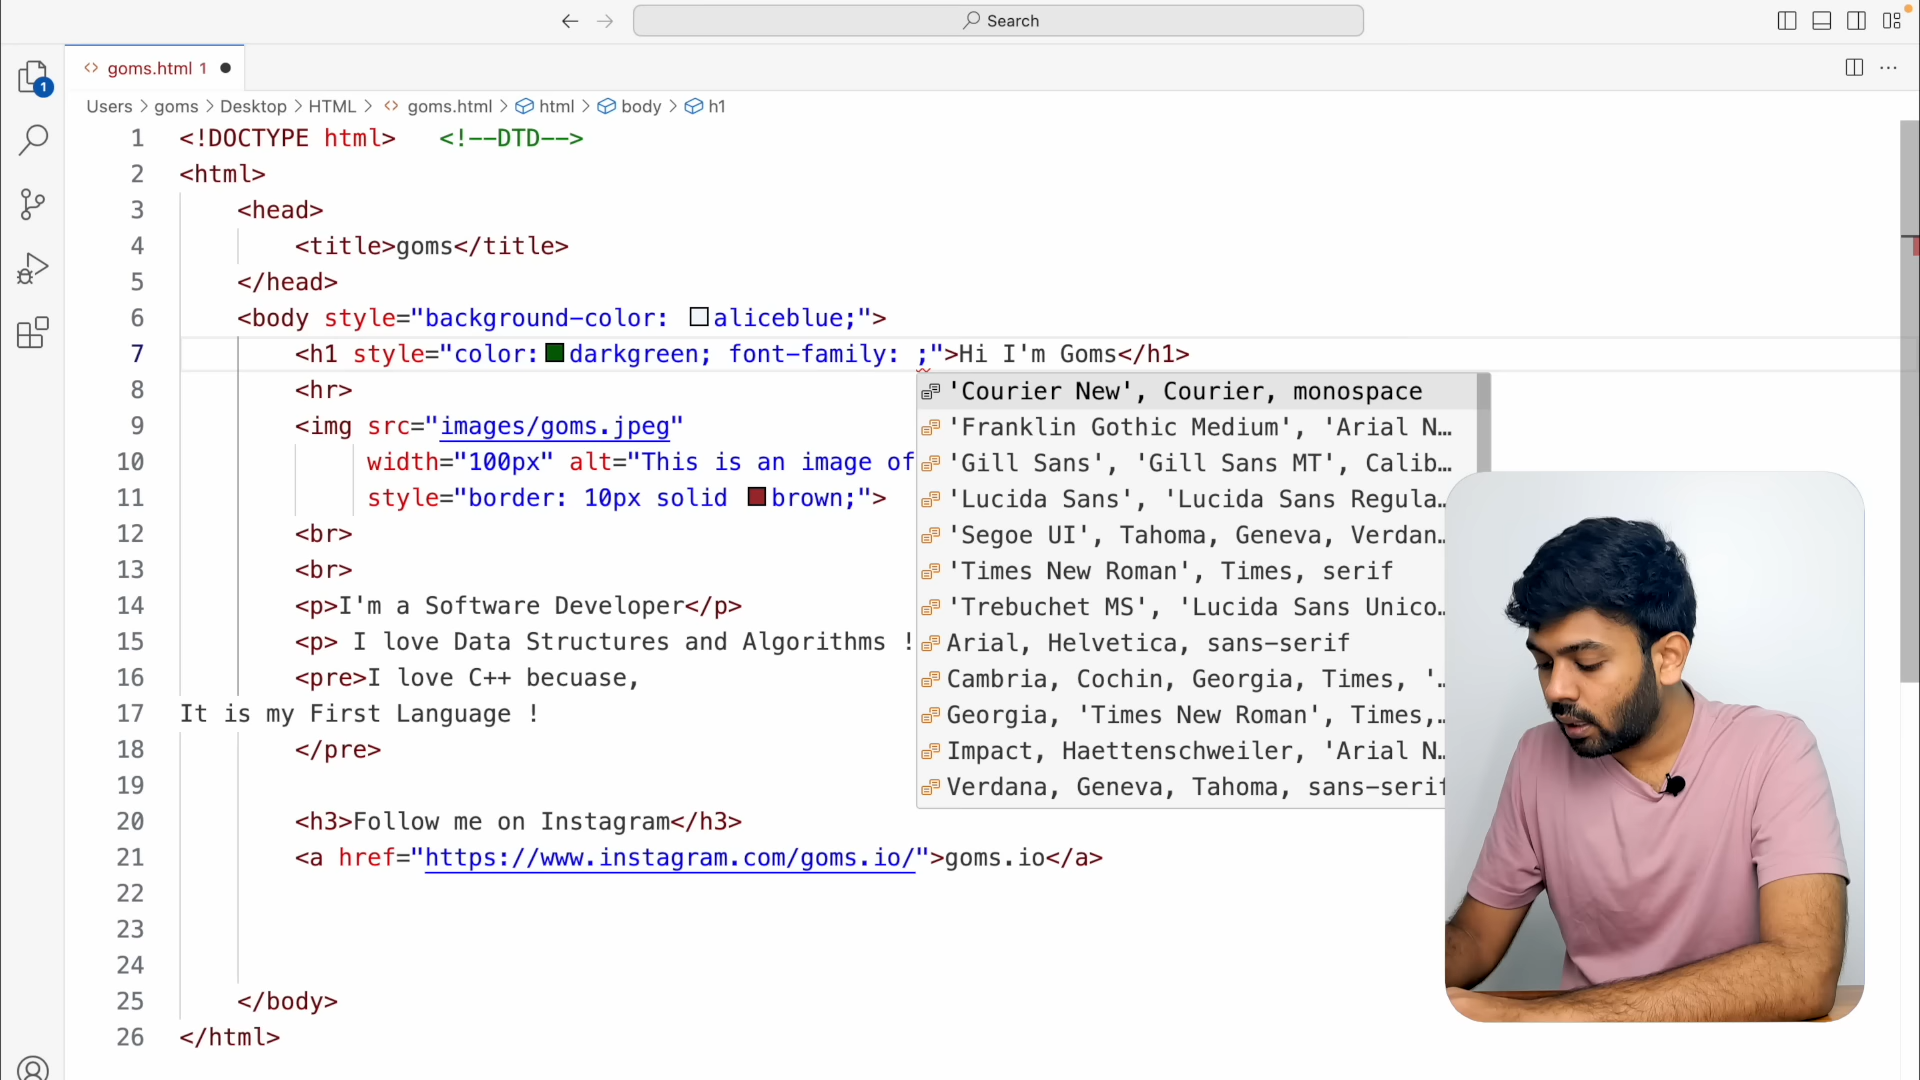 Search
goms.html 1
1
Users > goms > Desktop > HTML > goms.html > html > body > h1
1 <!DOCTYPE html> <!--DTD-->
2 <html>
3 <head>
4 <title>goms</title>
5 </head>
6 <body style="background-color: aliceblue;">
7 <h1 style="color: darkgreen; font-family: ;">Hi I'm Goms</h1>
8 <hr>
9 <img src="images/goms.jpeg"
10 width="100px" alt="This is an image of
11 style="border: 10px solid brown;">
12 <br>
13 <br>
14 <p>I'm a Software Developer</p>
15 <p> I love Data Structures and Algorithms !
16 <pre>I love C++ becuase,
17 It is my First Language !
18 </pre>
19
20 <h3>Follow me on Instagram</h3>
21 <a href="https://www.instagram.com/goms.io/">goms.io</a>
22
23
24
25 </body>
26 </html>
'Courier New', Courier, monospace
'Franklin Gothic Medium', 'Arial N…
'Gill Sans', 'Gill Sans MT', Calib…
'Lucida Sans', 'Lucida Sans Regula…
'Segoe UI', Tahoma, Geneva, Verdan…
'Times New Roman', Times, serif
'Trebuchet MS', 'Lucida Sans Unico…
Arial, Helvetica, sans-serif
Cambria, Cochin, Georgia, Times, '…
Georgia, 'Times New Roman', Times,…
Impact, Haettenschweiler, 'Arial N…
Verdana, Geneva, Tahoma, sans-serif